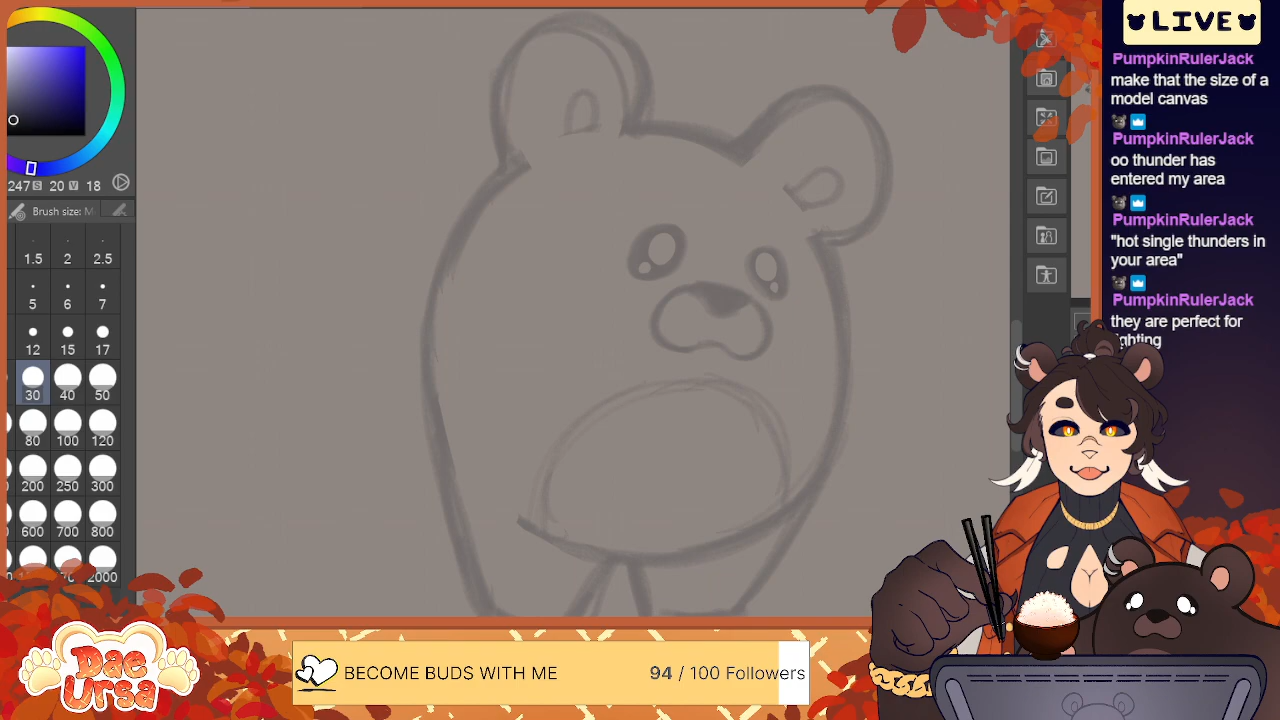 LIVE
PumpkinRulerJack
make that the size of a
model canvas
PumpkinRulerJack
oo thunder has
entered my area
PumpkinRulerJack
"hot single thunders in
your area"
PumpkinRulerJack
they are perfect for
247 S 20 V 18
Brush size: M
1.5 2 2.5
5 6 7
12 15 17
30 40 50
80 100 120
200 250 300
600 700 800
2000
Dae
Ursa
BECOME BUDS WITH ME
94 / 100 Followers